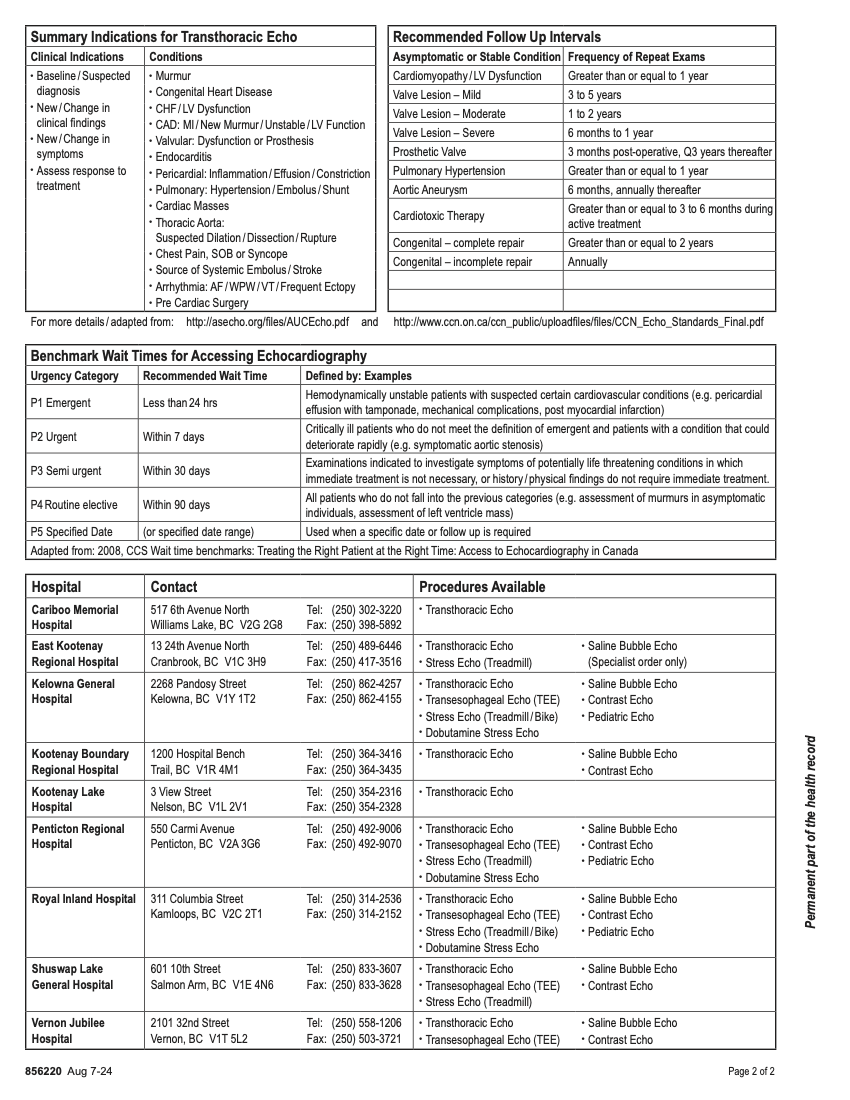 Summary Indications for Transthoracic Echo
Clinical Indications Conditions
• Baseline / Suspected diagnosis
• New / Change in clinical findings
• New / Change in symptoms
• Assess response to treatment
• Murmur
• Congenital Heart Disease
• CHF / LV Dysfunction
• CAD: MI / New Murmur / Unstable / LV Function
• Valvular: Dysfunction or Prosthesis
• Endocarditis
• Pericardial: Inflammation / Effusion / Constriction
• Pulmonary: Hypertension / Embolus / Shunt
• Cardiac Masses
• Thoracic Aorta:
Suspected Dilation / Dissection / Rupture
• Chest Pain, SOB or Syncope
• Source of Systemic Embolus / Stroke
• Arrhythmia: AF / WPW / VT / Frequent Ectopy
• Pre Cardiac Surgery
Recommended Follow Up Intervals
Asymptomatic or Stable Condition Frequency of Repeat Exams
Cardiomyopathy / LV Dysfunction Greater than or equal to 1 year
Valve Lesion – Mild 3 to 5 years
Valve Lesion – Moderate 1 to 2 years
Valve Lesion – Severe 6 months to 1 year
Prosthetic Valve 3 months post-operative, Q3 years thereafter
Pulmonary Hypertension Greater than or equal to 1 year
Aortic Aneurysm 6 months, annually thereafter
Cardiotoxic Therapy Greater than or equal to 3 to 6 months during
active treatment
Congenital – complete repair Greater than or equal to 2 years
Congenital – incomplete repair Annually
For more details / adapted from: http://asecho.org/files/AUCEcho.pdf and http://www.ccn.on.ca/ccn_public/uploadfiles/files/CCN_Echo_Standards_Final.pdf
Benchmark Wait Times for Accessing Echocardiography
Urgency Category Recommended Wait Time Defined by: Examples
P1 Emergent Less than 24 hrs Hemodynamically unstable patients with suspected certain cardiovascular conditions (e.g. pericardial
effusion with tamponade, mechanical complications, post myocardial infarction)
P2 Urgent Within 7 days Critically ill patients who do not meet the definition of emergent and patients with a condition that could
deteriorate rapidly (e.g. symptomatic aortic stenosis)
P3 Semi urgent Within 30 days Examinations indicated to investigate symptoms of potentially life threatening conditions in which
immediate treatment is not necessary, or history / physical findings do not require immediate treatment.
P4 Routine elective Within 90 days All patients who do not fall into the previous categories (e.g. assessment of murmurs in asymptomatic
individuals, assessment of left ventricle mass)
P5 Specified Date (or specified date range) Used when a specific date or follow up is required
Adapted from: 2008, CCS Wait time benchmarks: Treating the Right Patient at the Right Time: Access to Echocardiography in Canada
Hospital Contact Procedures Available
Cariboo Memorial 517 6th Avenue North Tel: (250) 302-3220 • Transthoracic Echo
Hospital Williams Lake, BC V2G 2G8 Fax: (250) 398-5892
East Kootenay 13 24th Avenue North Tel: (250) 489-6446 • Transthoracic Echo • Saline Bubble Echo
Regional Hospital Cranbrook, BC V1C 3H9 Fax: (250) 417-3516 • Stress Echo (Treadmill) (Specialist order only)
Kelowna General 2268 Pandosy Street Tel: (250) 862-4257 • Transthoracic Echo • Saline Bubble Echo
Hospital Kelowna, BC V1Y 1T2 Fax: (250) 862-4155 • Transesophageal Echo (TEE) • Contrast Echo
• Stress Echo (Treadmill / Bike) • Pediatric Echo
• Dobutamine Stress Echo
Kootenay Boundary 1200 Hospital Bench Tel: (250) 364-3416 • Transthoracic Echo • Saline Bubble Echo
Regional Hospital Trail, BC V1R 4M1 Fax: (250) 364-3435 • Contrast Echo
Kootenay Lake 3 View Street Tel: (250) 354-2316 • Transthoracic Echo
Hospital Nelson, BC V1L 2V1 Fax: (250) 354-2328
Penticton Regional 550 Carmi Avenue Tel: (250) 492-9006 • Transthoracic Echo • Saline Bubble Echo
Hospital Penticton, BC V2A 3G6 Fax: (250) 492-9070 • Transesophageal Echo (TEE) • Contrast Echo
• Stress Echo (Treadmill) • Pediatric Echo
• Dobutamine Stress Echo
Royal Inland Hospital 311 Columbia Street Tel: (250) 314-2536 • Transthoracic Echo • Saline Bubble Echo
Kamloops, BC V2C 2T1 Fax: (250) 314-2152 • Transesophageal Echo (TEE) • Contrast Echo
• Stress Echo (Treadmill / Bike) • Pediatric Echo
• Dobutamine Stress Echo
Shuswap Lake 601 10th Street Tel: (250) 833-3607 • Transthoracic Echo • Saline Bubble Echo
General Hospital Salmon Arm, BC V1E 4N6 Fax: (250) 833-3628 • Transesophageal Echo (TEE) • Contrast Echo
• Stress Echo (Treadmill)
Vernon Jubilee 2101 32nd Street Tel: (250) 558-1206 • Transthoracic Echo • Saline Bubble Echo
Hospital Vernon, BC V1T 5L2 Fax: (250) 503-3721 • Transesophageal Echo (TEE) • Contrast Echo
Permanent part of the health record
856220 Aug 7-24 Page 2 of 2